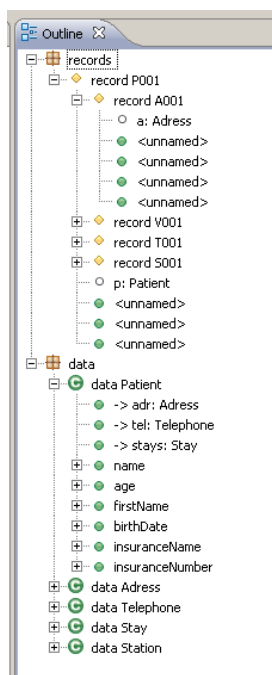 Outline
records
record P001
record A001
a: Adress
<unnamed>
<unnamed>
<unnamed>
<unnamed>
record V001
record T001
record S001
p: Patient
<unnamed>
<unnamed>
<unnamed>
data
data Patient
-> adr: Adress
-> tel: Telephone
-> stays: Stay
name
age
firstName
birthDate
insuranceName
insuranceNumber
data Adress
data Telephone
data Stay
data Station